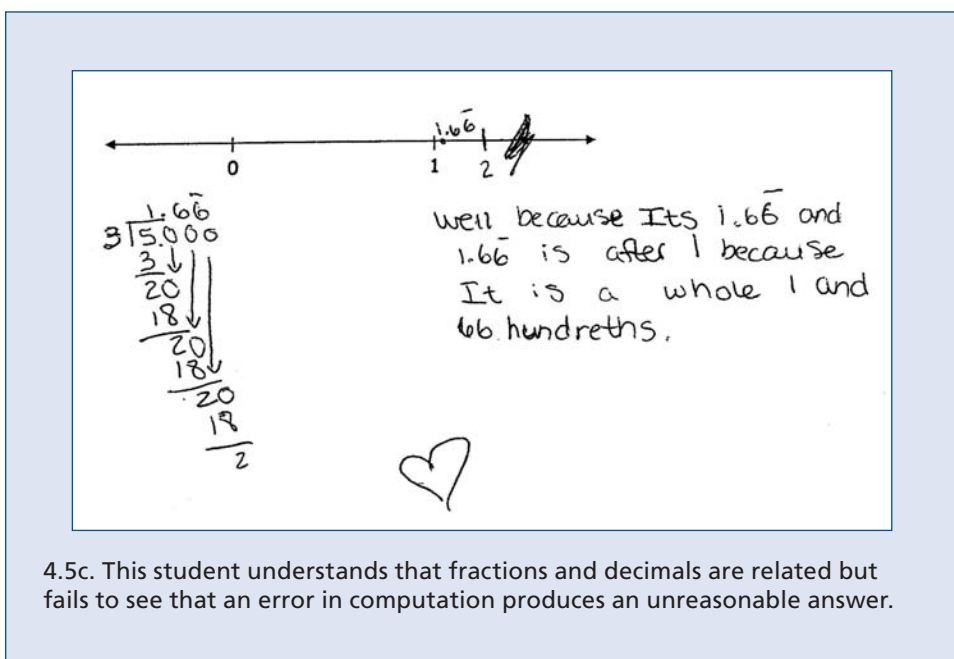 1.66̅
0 1 2
1.66̅
3 5.000
3
20
18
20
18
20
18
2
well because Its 1.66̅ and
1.66̅ is after 1 because
It is a whole 1 and
66 hundreths.
4.5c. This student understands that fractions and decimals are related but
fails to see that an error in computation produces an unreasonable answer.